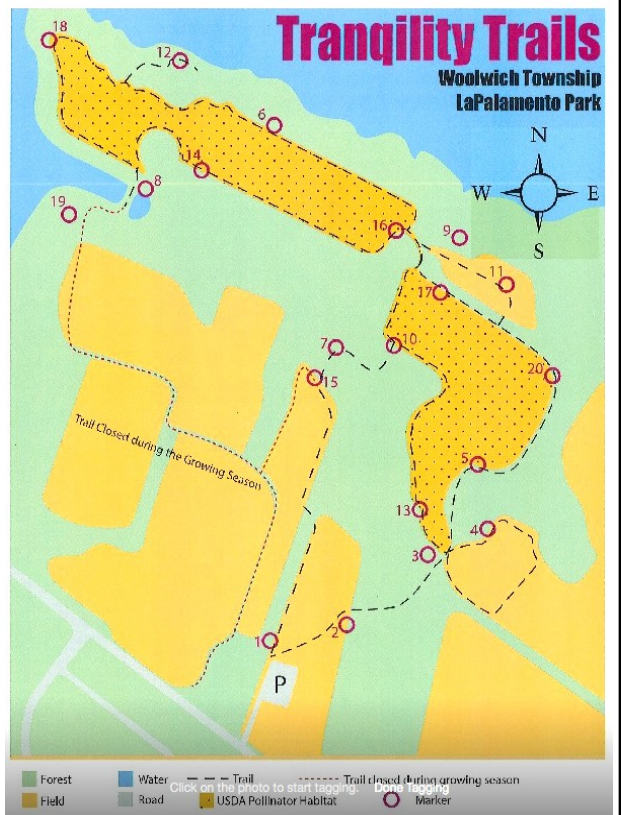 Tranqility Trails
Woolwich Township
LaPalamento Park
N
W E
S
18
12
6
14
8
19
16
9
11
17
7
10
15
20
Trail Closed during the Growing Season
5
13
4
3
2
1
P
Forest Water Trail Trail closed during growing season
Click on the photo to start tagging. Done Tagging
Field Road USDA Pollinator Habitat. Marker